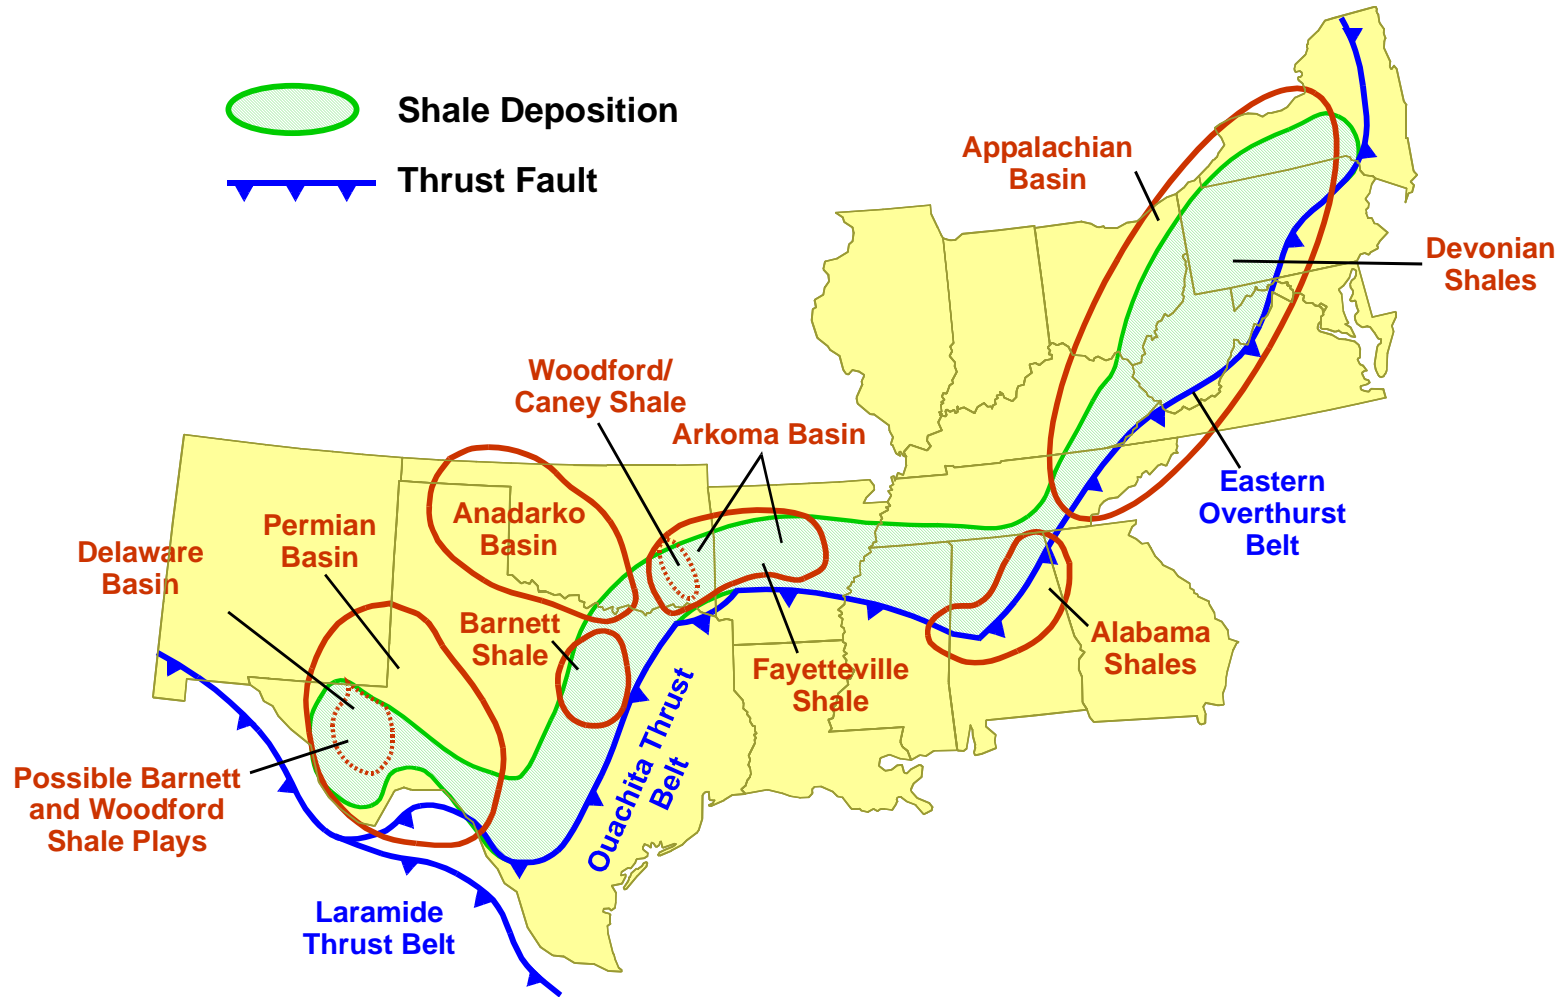 Shale Deposition
Thrust Fault
Appalachian
Basin
Devonian
Shales
Woodford/
Caney Shale
Arkoma Basin
Eastern
Overthurst
Belt
Anadarko
Basin
Permian
Basin
Delaware
Basin
Barnett
Shale
Alabama
Shales
Fayetteville
Shale
Ouachita Thrust
Belt
Possible Barnett
and Woodford
Shale Plays
Laramide
Thrust Belt